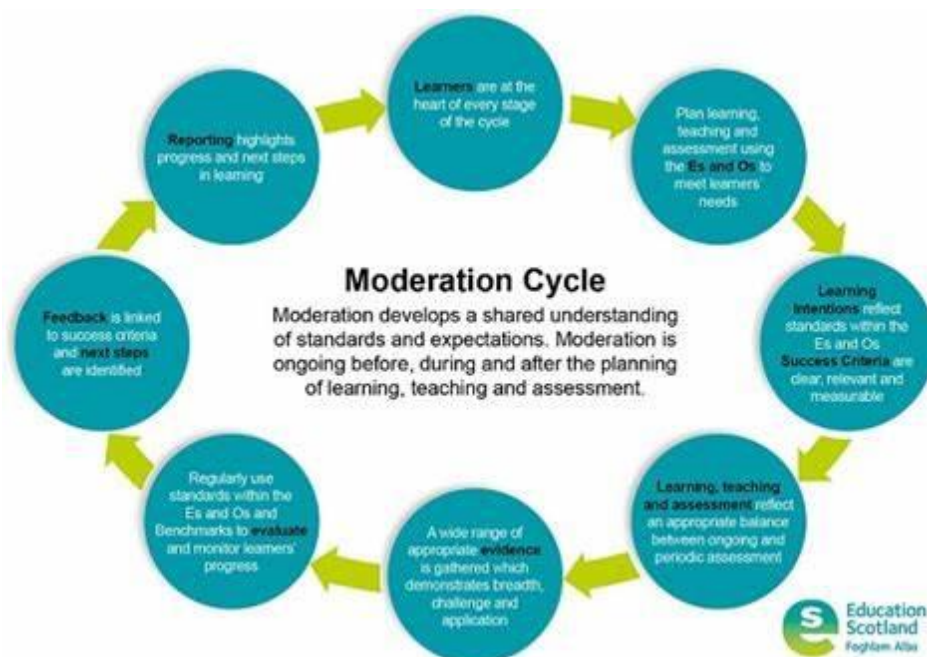 Learners are at the
heart of every stage
of the cycle
Plan learning,
teaching and
assessment using
the Es and Os to
meet learners'
needs
Learning
Intentions reflect
standards within the
Es and Os
Success Criteria are
clear, relevant and
measurable
Learning, teaching
and assessment reflect
an appropriate balance
between ongoing and
periodic assessment
A wide range of
appropriate evidence
is gathered which
demonstrates breadth,
challenge and
application
Regularly use
standards within the
Es and Os and
Benchmarks to evaluate
and monitor learners'
progress
Feedback is linked
to success criteria
and next steps
are identified
Reporting highlights
progress and next steps
in learning
Moderation Cycle
Moderation develops a shared understanding
of standards and expectations. Moderation is
ongoing before, during and after the planning
of learning, teaching and assessment.
Education
Scotland
Foghlam Alba